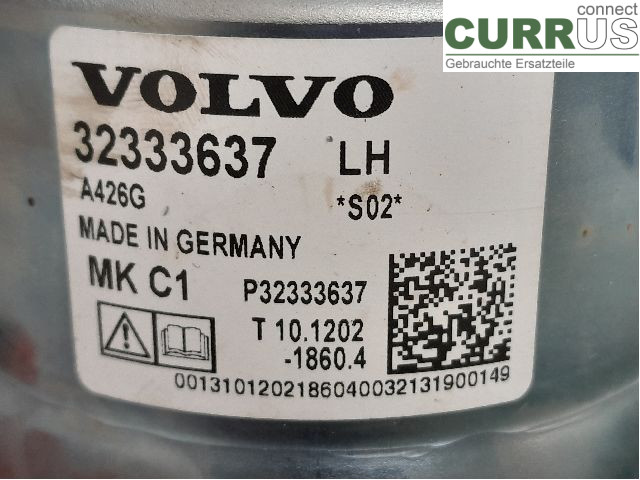 connect
CURRUS
Gebrauchte Ersatzteile
VOLVO
32333637 LH
A426G *S02*
MADE IN GERMANY
MK C1 P32333637
T 10.1202
-1860.4
0013101202186040032131900149